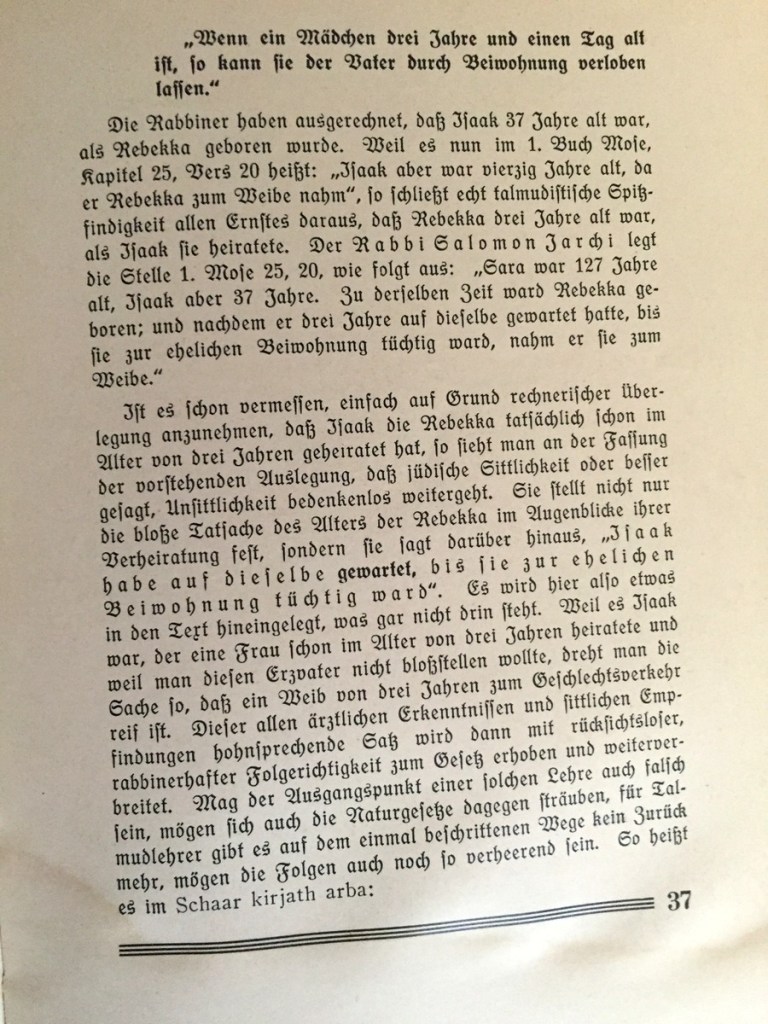 „Wenn ein Mädchen drei Jahre und einen Tag alt
ist, so kann sie der Vater durch Beiwohnung verloben
lassen.“
Die Rabbiner haben ausgerechnet, daß Isaak 37 Jahre alt war,
als Rebekka geboren wurde. Weil es nun im 1. Buch Mose,
Kapitel 25, Vers 20 heißt: „Isaak aber war vierzig Jahre alt, da
er Rebekka zum Weibe nahm“, so schließt echt talmudistische Spitz-
findigkeit allen Ernstes daraus, daß Rebekka drei Jahre alt war,
als Isaak sie heiratete. Der Rabbi Salomon Jarchi legt
die Stelle 1. Mose 25, 20, wie folgt aus: „Sara war 127 Jahre
alt, Isaak aber 37 Jahre. Zu derselben Zeit ward Rebekka ge-
boren; und nachdem er drei Jahre auf dieselbe gewartet hatte, bis
sie zur ehelichen Beiwohnung tüchtig ward, nahm er sie zum
Weibe.“
Ist es schon vermessen, einfach auf Grund rechnerischer Über-
legung anzunehmen, daß Isaak die Rebekka tatsächlich schon im
Alter von drei Jahren geheiratet hat, so sieht man an der Fassung
der vorstehenden Auslegung, daß jüdische Sittlichkeit oder besser
gesagt, Unsittlichkeit bedenkenlos weitergeht. Sie stellt nicht nur
die bloße Tatsache des Alters der Rebekka im Augenblicke ihrer
Verheiratung fest, sondern sie sagt darüber hinaus, „Isaak
habe auf dieselbe gewartet, bis sie zur ehelichen
Beiwohnung tüchtig ward“. Es wird hier also etwas
in den Text hineingelegt, was gar nicht drin steht. Weil es Isaak
war, der eine Frau schon im Alter von drei Jahren heiratete und
weil man diesen Erzvater nicht bloßstellen wollte, dreht man die
Sache so, daß ein Weib von drei Jahren zum Geschlechtsverkehr
reif ist. Dieser allen ärztlichen Erkenntnissen und sittlichen Emp-
findungen hohnsprechende Satz wird dann mit rücksichtsloser,
rabbinerhafter Folgerichtigkeit zum Gesetz erhoben und weiterver-
breitet. Mag der Ausgangspunkt einer solchen Lehre auch falsch
sein, mögen sich auch die Naturgesetze dagegen sträuben, für Tal-
mudlehrer gibt es auf dem einmal beschrittenen Wege kein Zurück
mehr, mögen die Folgen auch noch so verheerend sein. So heißt
es im Schaar kirjath arba:
37